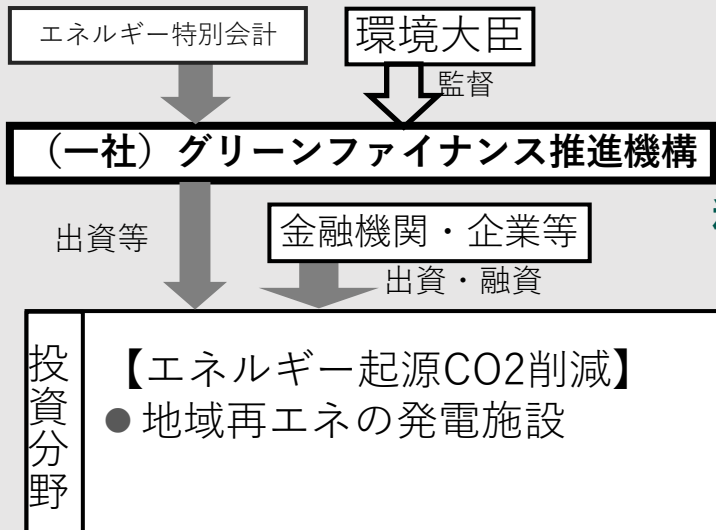 エネルギー特別会計
環境大臣
監督
（一社）グリーンファイナンス推進機構
出資等
金融機関・企業等
出資・融資
投資分野
【エネルギー起源CO2削減】
●地域再エネの発電施設